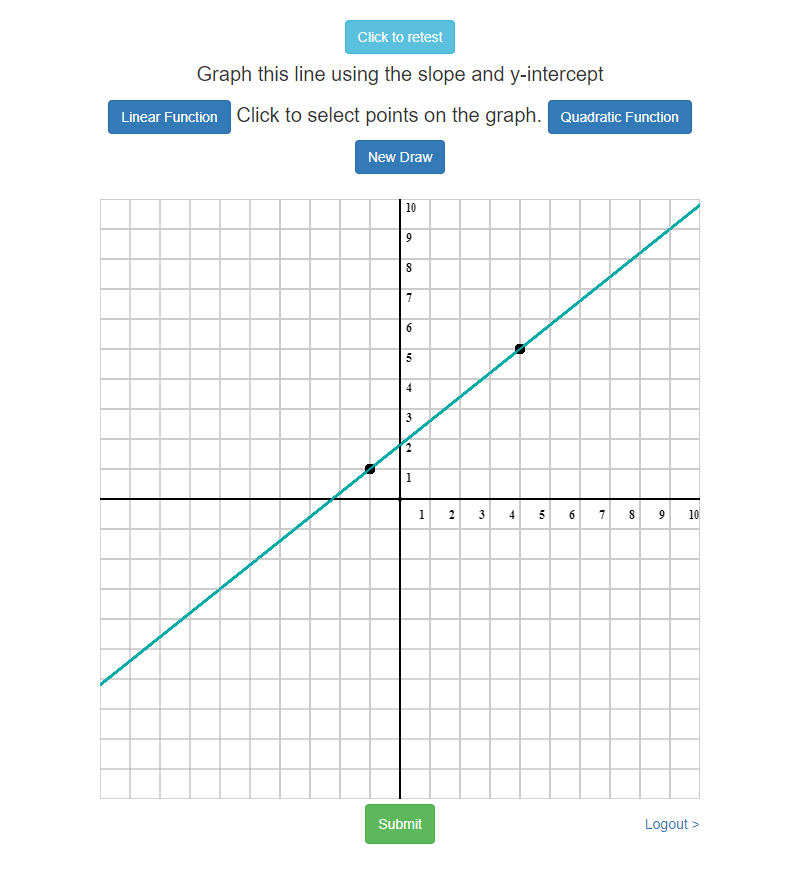 Click to retest
Graph this line using the slope and y-intercept
Linear Function Click to select points on the graph. Quadratic Function
New Draw
10
9
8
7
6
5
4
3
2
1
1 2 3 4 5 6 7 8 9 10
Submit
Logout >